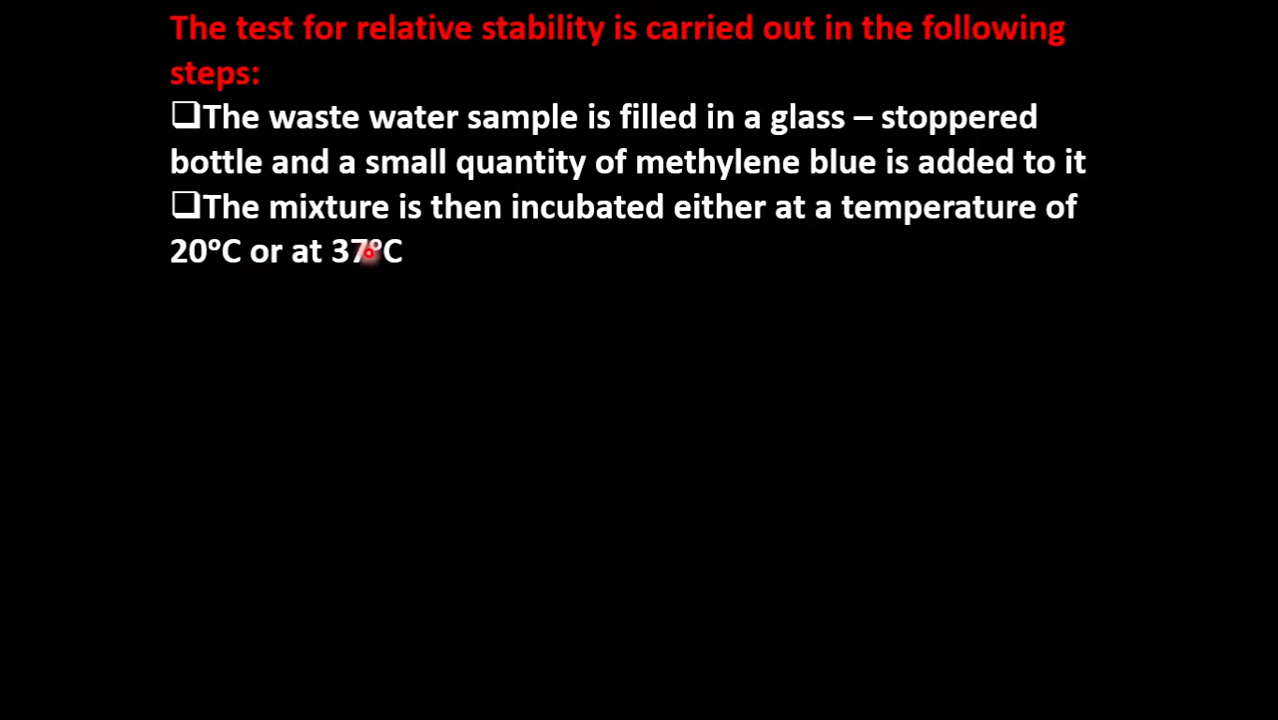 The test for relative stability is carried out in the following
steps:
❑The waste water sample is filled in a glass – stoppered
bottle and a small quantity of methylene blue is added to it
❑The mixture is then incubated either at a temperature of
20°C or at 37°C